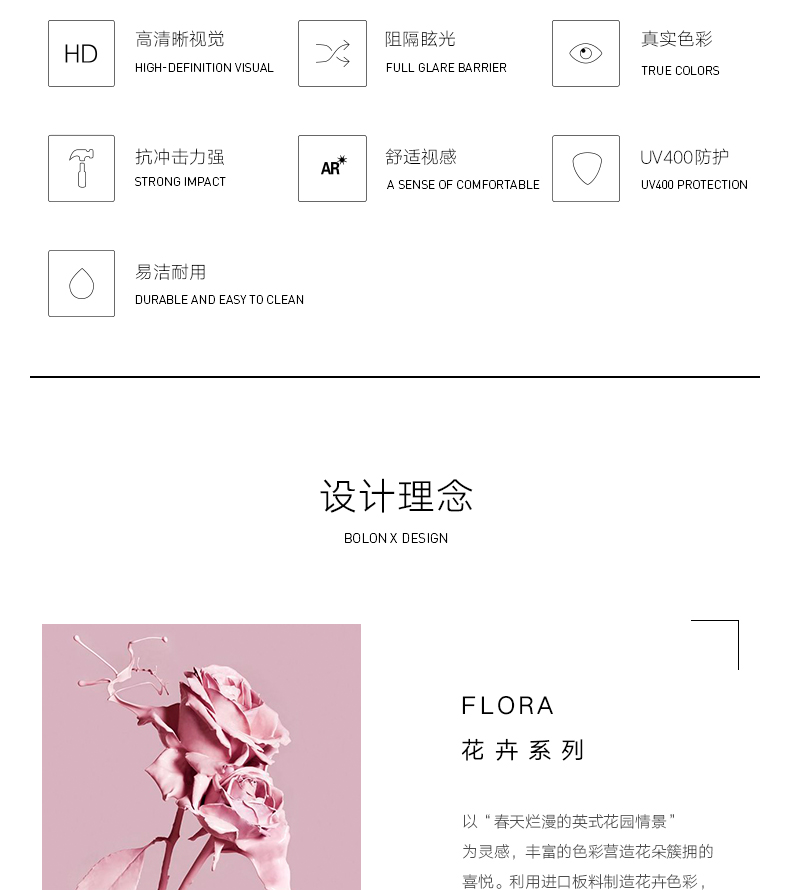 HD
高清晰视觉
HIGH-DEFINITION VISUAL
阻隔眩光
FULL GLARE BARRIER
真实色彩
TRUE COLORS
抗冲击力强
STRONG IMPACT
AR
舒适视感
A SENSE OF COMFORTABLE
UV400防护
UV400 PROTECTION
易洁耐用
DURABLE AND EASY TO CLEAN
设计理念
BOLON X DESIGN
FLORA
花卉系列
以“春天烂漫的英式花园情景”
为灵感，丰富的色彩营造花朵簇拥的
喜悦。利用进口板料制造花卉色彩，